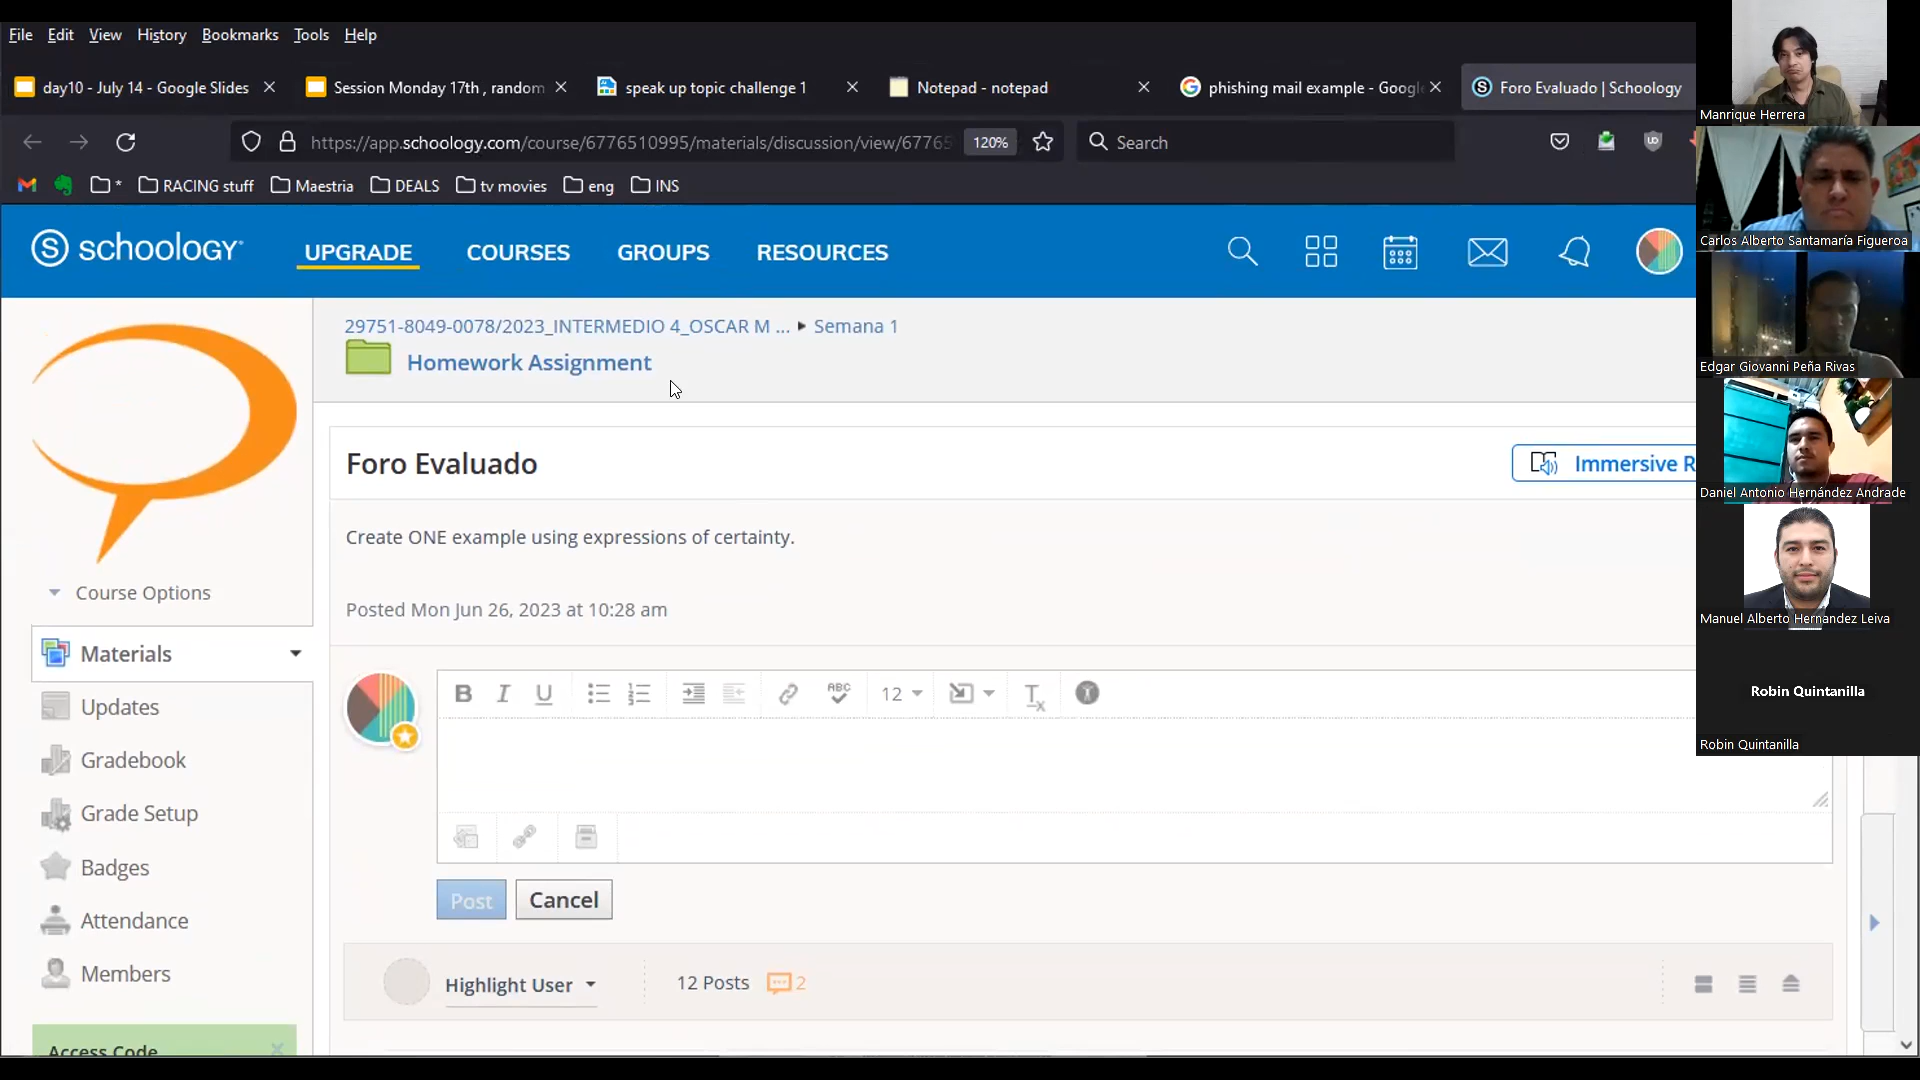 File Edit View History Bookmarks Tools Help
day10 - July 14 - Google Slides
Session Monday 17th , random
speak up topic challenge 1
Notepad - notepad
phishing mail example - Google
Foro Evaluado | Schoology
https://app.schoology.com/course/6776510995/materials/discussion/view/67765
120%
Search
* RACING stuff Maestria DEALS tv movies eng INS
schoology
UPGRADE COURSES GROUPS RESOURCES
29751-8049-0078/2023_INTERMEDIO 4_OSCAR M ... Semana 1
Homework Assignment
Foro Evaluado
Immersive R
Create ONE example using expressions of certainty.
Posted Mon Jun 26, 2023 at 10:28 am
B I U ABC 12
Post Cancel
Highlight User 12 Posts 2
Course Options
Materials
Updates
Gradebook
Grade Setup
Badges
Attendance
Members
Access Code
Manrique Herrera
Carlos Alberto Santamaría Figueroa
Edgar Giovanni Peña Rivas
Daniel Antonio Hernández Andrade
Manuel Alberto Hernandez Leiva
Robin Quintanilla
Robin Quintanilla